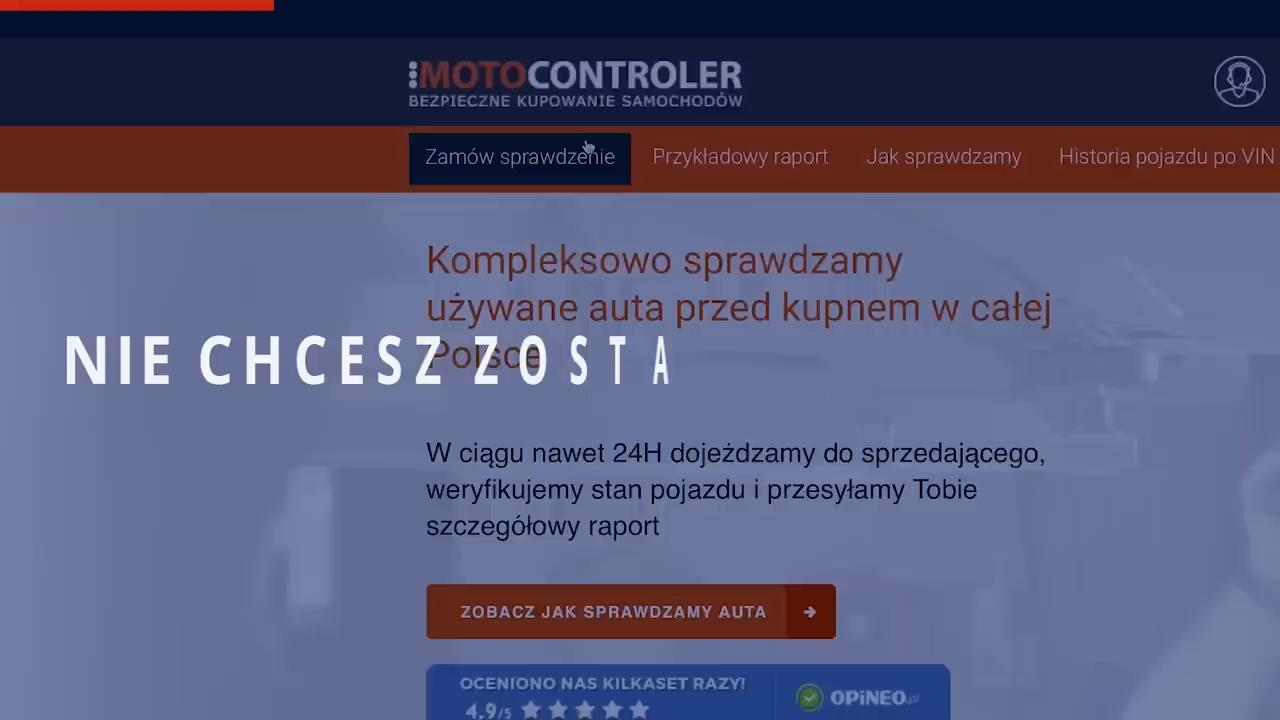 MOTOCONTROLER
BEZPIECZNE KUPOWANIE SAMOCHODÓW
Zamów sprawdzenie
Przykładowy raport
Jak sprawdzamy
Historia pojazdu po VIN
Kompleksowo sprawdzamy
używane auta przed kupnem w całej
Polsce
NIE CHCESZ ZOSTA
W ciągu nawet 24H dojeżdzamy do sprzedającego,
weryfikujemy stan pojazdu i przesyłamy Tobie
szczegółowy raport
ZOBACZ JAK SPRAWDZAMY AUTA
OCENIONO NAS KILKASET RAZY!
4,9/5
OPiNEO.pl